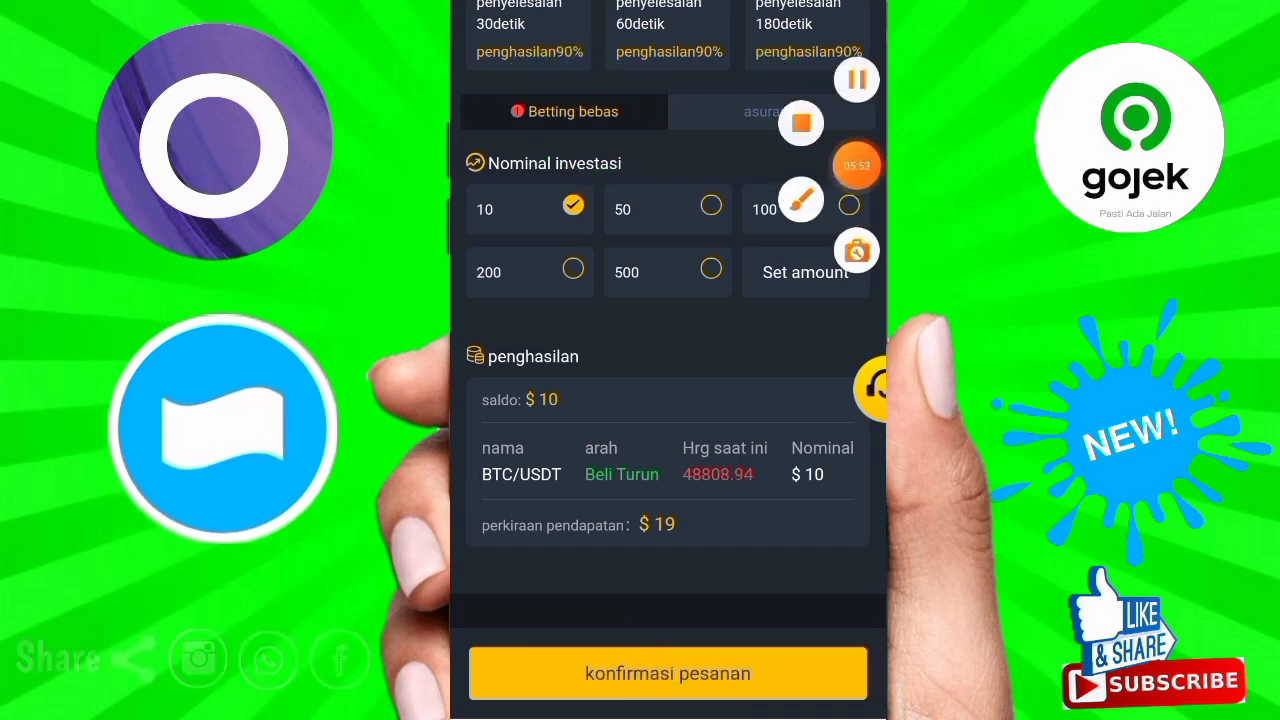 penyelesaian
penyelesaian
penyelesaian
30detik
60detik
180detik
penghasilan90%
penghasilan90%
penghasilan90%
Betting bebas
05:53
Nominal investasi
10
50
100
200
500
Set amount
penghasilan
saldo: $ 10
nama
arah
Hrg saat ini
Nominal
BTC/USDT
Beli Turun
48808.94
$ 10
perkiraan pendapatan: $ 19
konfirmasi pesanan
gojek
Pasti Ada Jalan
NEW!
Share
LIKE
& SHARE
SUBSCRIBE